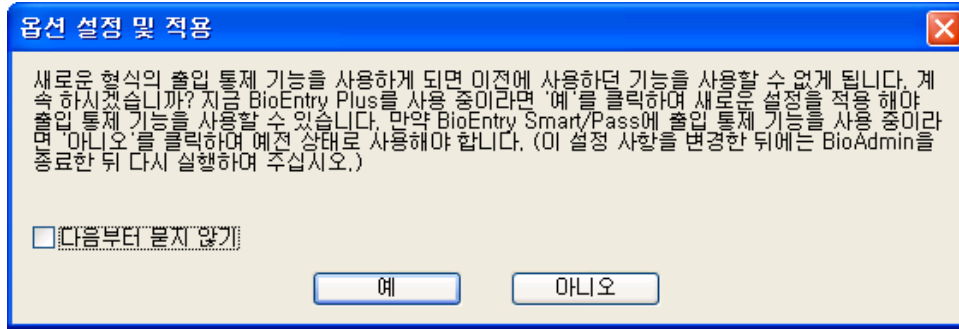 옵션 설정 및 적용
새로운 형식의 출입 통제 기능을 사용하게 되면 이전에 사용하던 기능을 사용할 수 없게 됩니다. 계
속 하시겠습니까? 지금 BioEntry Plus를 사용 중이라면 '예'를 클릭하여 새로운 설정을 적용 해야
출입 통제 기능을 사용할 수 있습니다. 만약 BioEntry Smart/Pass에 출입 통제 기능을 사용 중이라
면 '아니오'를 클릭하여 예전 상태로 사용해야 합니다. (이 설정 사항을 변경한 뒤에는 BioAdmin을
종료한 뒤 다시 실행하여 주십시오.)
다음부터 묻지 않기
예
아니오